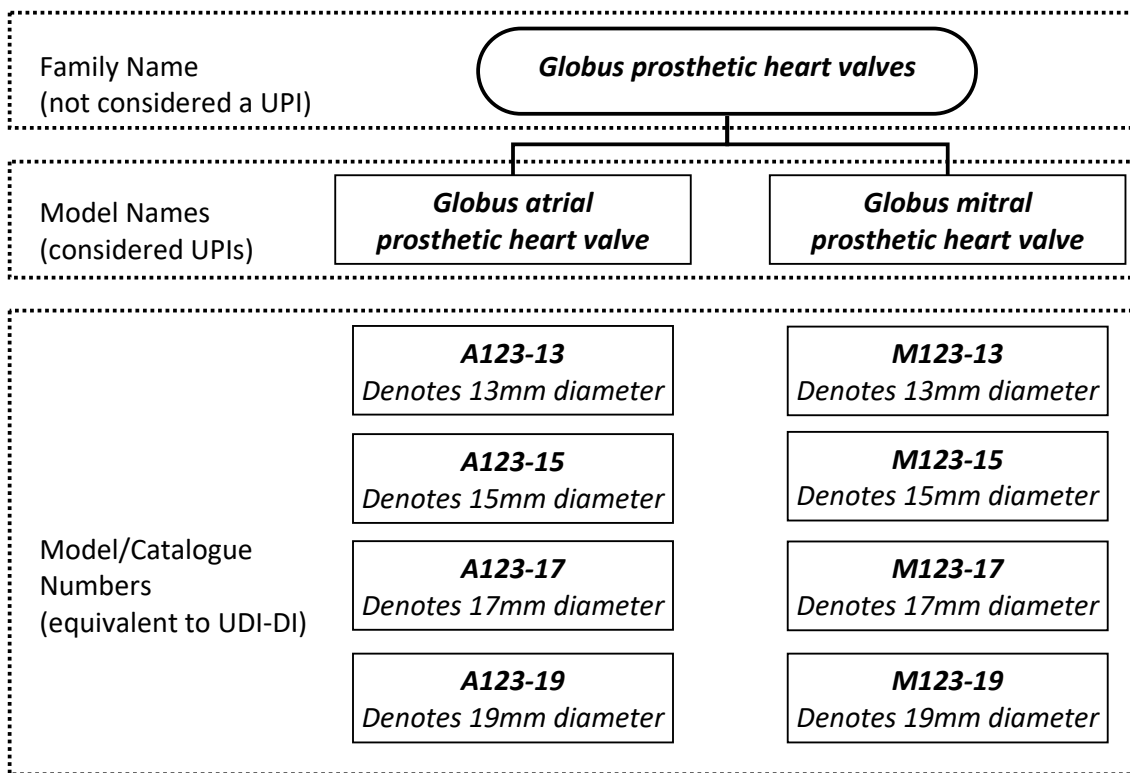 Family Name
(not considered a UPI)
Globus prosthetic heart valves
Model Names
(considered UPIs)
Globus atrial
prosthetic heart valve
Globus mitral
prosthetic heart valve
Model/Catalogue
Numbers
(equivalent to UDI-DI)
A123-13
Denotes 13mm diameter
M123-13
Denotes 13mm diameter
A123-15
Denotes 15mm diameter
M123-15
Denotes 15mm diameter
A123-17
Denotes 17mm diameter
M123-17
Denotes 17mm diameter
A123-19
Denotes 19mm diameter
M123-19
Denotes 19mm diameter